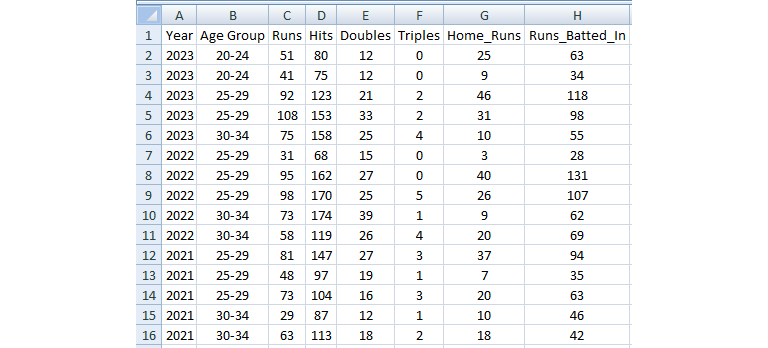 A B C D E F G H
1 Year Age Group Runs Hits Doubles Triples Home_Runs Runs_Batted_In
2 2023 20-24 51 80 12 0 25 63
3 2023 20-24 41 75 12 0 9 34
4 2023 25-29 92 123 21 2 46 118
5 2023 25-29 108 153 33 2 31 98
6 2023 30-34 75 158 25 4 10 55
7 2022 25-29 31 68 15 0 3 28
8 2022 25-29 95 162 27 0 40 131
9 2022 25-29 98 170 25 5 26 107
10 2022 30-34 73 174 39 1 9 62
11 2022 30-34 58 119 26 4 20 69
12 2021 25-29 81 147 27 3 37 94
13 2021 25-29 48 97 19 1 7 35
14 2021 25-29 73 104 16 3 20 63
15 2021 30-34 29 87 12 1 10 46
16 2021 30-34 63 113 18 2 18 42